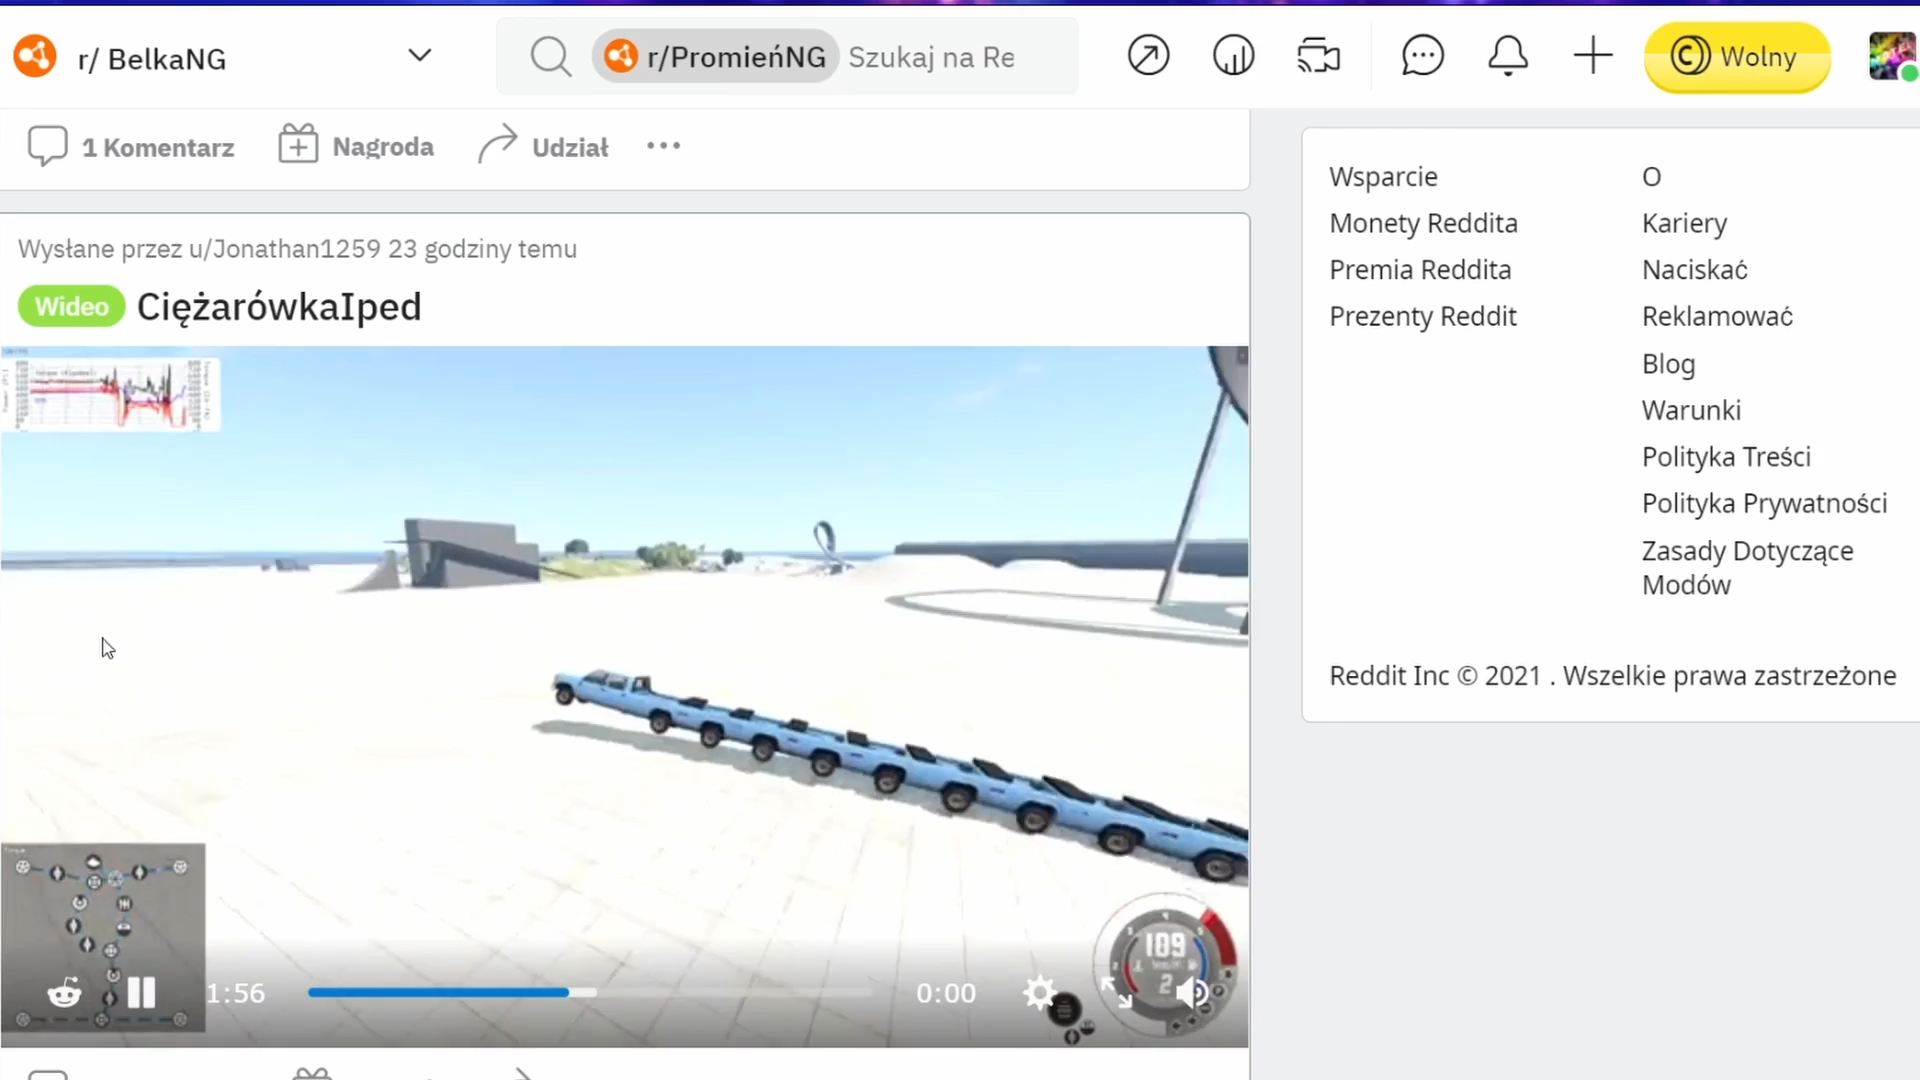 r/ BelkaNG
r/PromieńNG Szukaj na Re
Wolny
1 Komentarz Nagroda Udział
Wysłane przez u/Jonathan1259 23 godziny temu
Wideo CiężarówkaIped
109
2
1:56 0:00
Wsparcie
Monety Reddita
Premia Reddita
Prezenty Reddit
O
Kariery
Naciskać
Reklamować
Blog
Warunki
Polityka Treści
Polityka Prywatności
Zasady Dotyczące
Modów
Reddit Inc © 2021 . Wszelkie prawa zastrzeżone